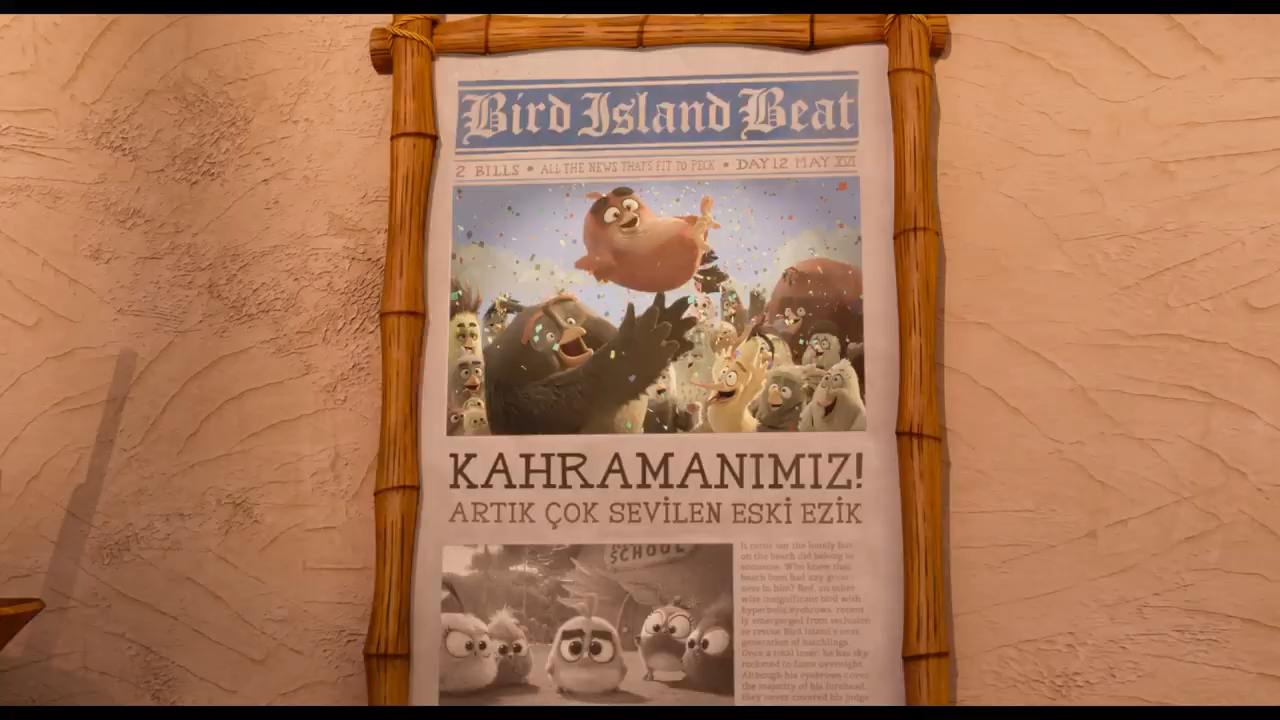 Bird Island Beat
2 BILLS • ALL THE NEWS THAT'S FIT TO PECK • DAY 12 MAY XVI
KAHRAMANIMIZ!
ARTIK ÇOK SEVİLEN ESKİ EZİK
SCHOOL
It turns out the lonely hut
on the beach did belong to
someone. Who knew that
beach bum had any great-
ness in him? Red, an other-
wise insignificant bird with
hyperbolic eyebrows, recent-
ly emerged from seclusion
to rescue Bird Island's next
generation of hatchlings.
Once a total loser, he has sky
rocketed to fame overnight.
Although his eyebrows cover
the majority of his forehead,
they never covered his judge